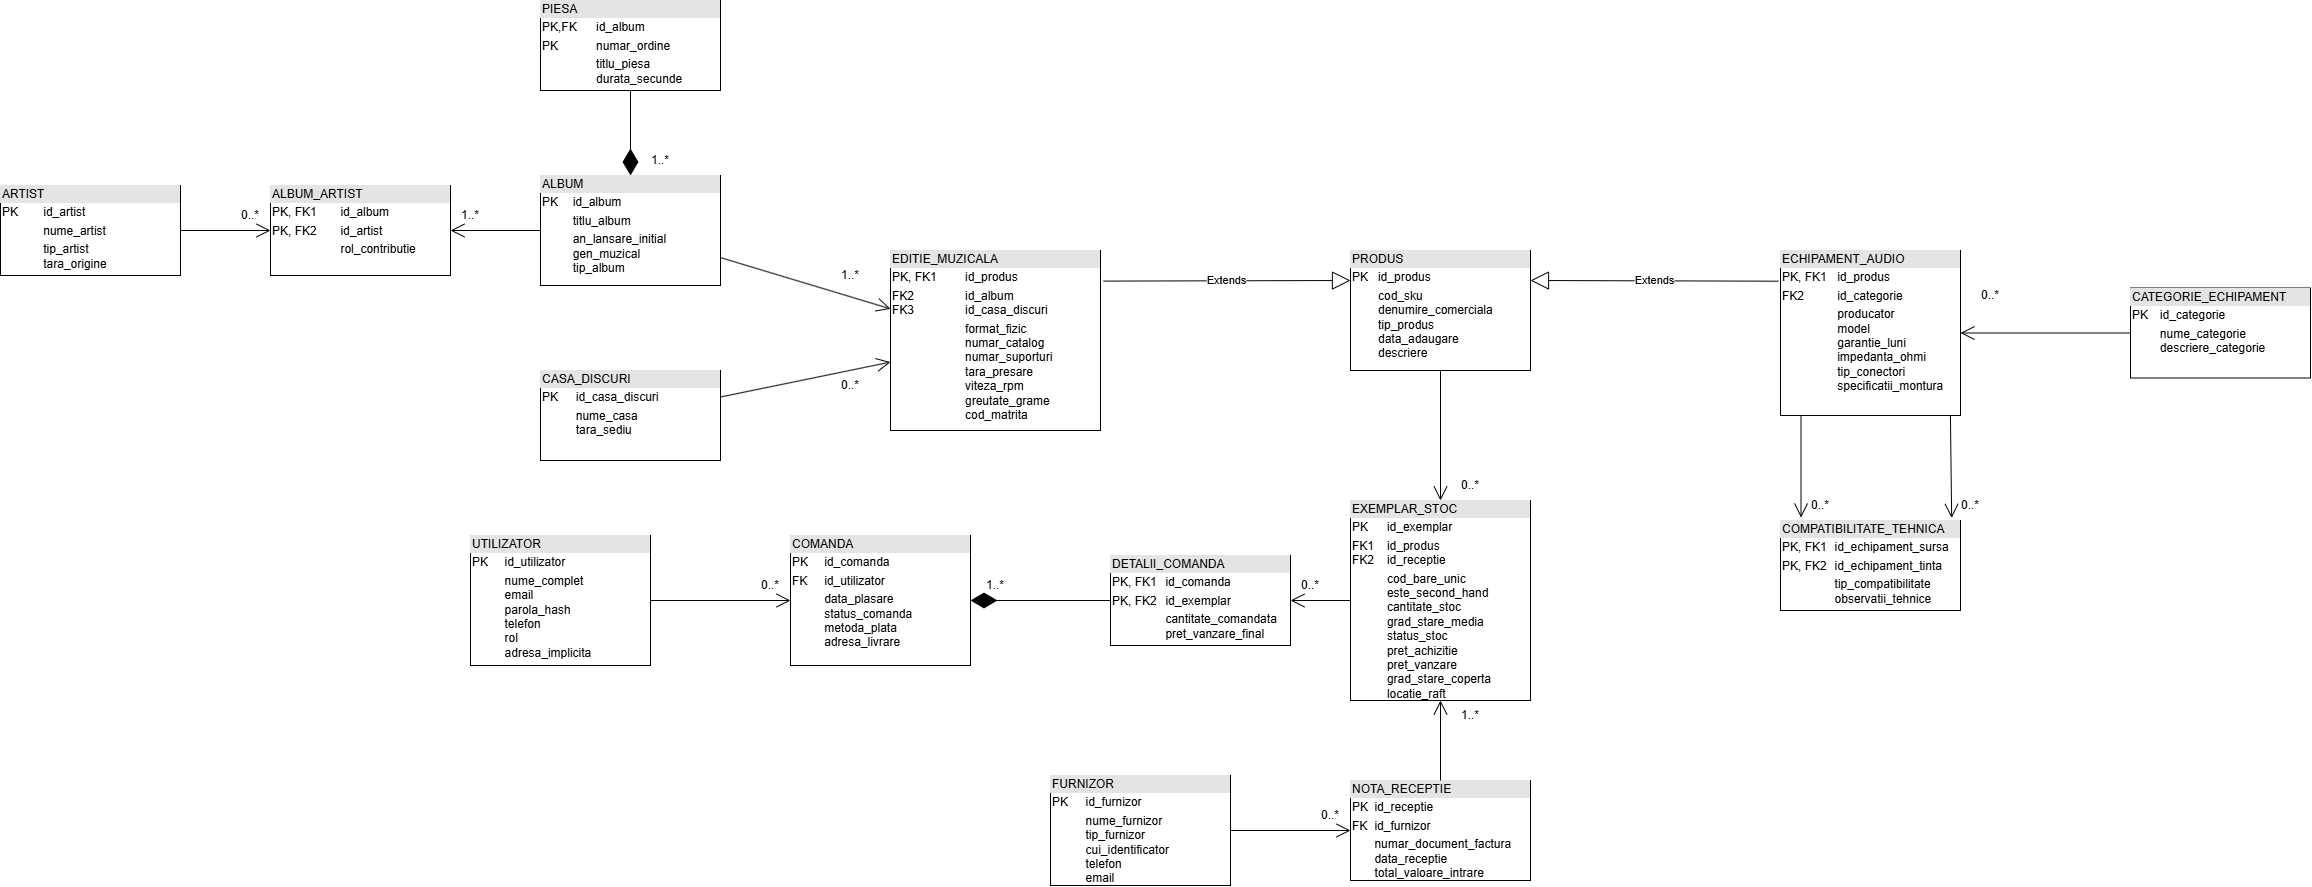 PIESA
PK,FK id_album
PK numar_ordine
titlu_piesa
durata_secunde
1..*
ARTIST
PK id_artist
nume_artist
tip_artist
tara_origine
0..*
ALBUM_ARTIST
PK, FK1 id_album
PK, FK2 id_artist
rol_contributie
1..*
ALBUM
PK id_album
titlu_album
an_lansare_initial
gen_muzical
tip_album
1..*
CASA_DISCURI
PK id_casa_discuri
nume_casa
tara_sediu
0..*
EDITIE_MUZICALA
PK, FK1 id_produs
FK2 id_album
FK3 id_casa_discuri
format_fizic
numar_catalog
numar_suporturi
tara_presare
viteza_rpm
greutate_grame
cod_matrita
Extends
PRODUS
PK id_produs
cod_sku
denumire_comerciala
tip_produs
data_adaugare
descriere
Extends
ECHIPAMENT_AUDIO
PK, FK1 id_produs
FK2 id_categorie
producator
model
garantie_luni
impedanta_ohmi
tip_conectori
specificatii_montura
0..*
CATEGORIE_ECHIPAMENT
PK id_categorie
nume_categorie
descriere_categorie
0..*
0..*
0..*
COMPATIBILITATE_TEHNICA
PK, FK1 id_echipament_sursa
PK, FK2 id_echipament_tinta
tip_compatibilitate
observatii_tehnice
UTILIZATOR
PK id_utilizator
nume_complet
email
parola_hash
telefon
rol
adresa_implicita
0..*
COMANDA
PK id_comanda
FK id_utilizator
data_plasare
status_comanda
metoda_plata
adresa_livrare
1..*
DETALII_COMANDA
PK, FK1 id_comanda
PK, FK2 id_exemplar
cantitate_comandata
pret_vanzare_final
0..*
EXEMPLAR_STOC
PK id_exemplar
FK1 id_produs
FK2 id_receptie
cod_bare_unic
este_second_hand
cantitate_stoc
grad_stare_media
status_stoc
pret_achizitie
pret_vanzare
grad_stare_coperta
locatie_raft
1..*
FURNIZOR
PK id_furnizor
nume_furnizor
tip_furnizor
cui_identificator
telefon
email
0..*
NOTA_RECEPTIE
PK id_receptie
FK id_furnizor
numar_document_factura
data_receptie
total_valoare_intrare